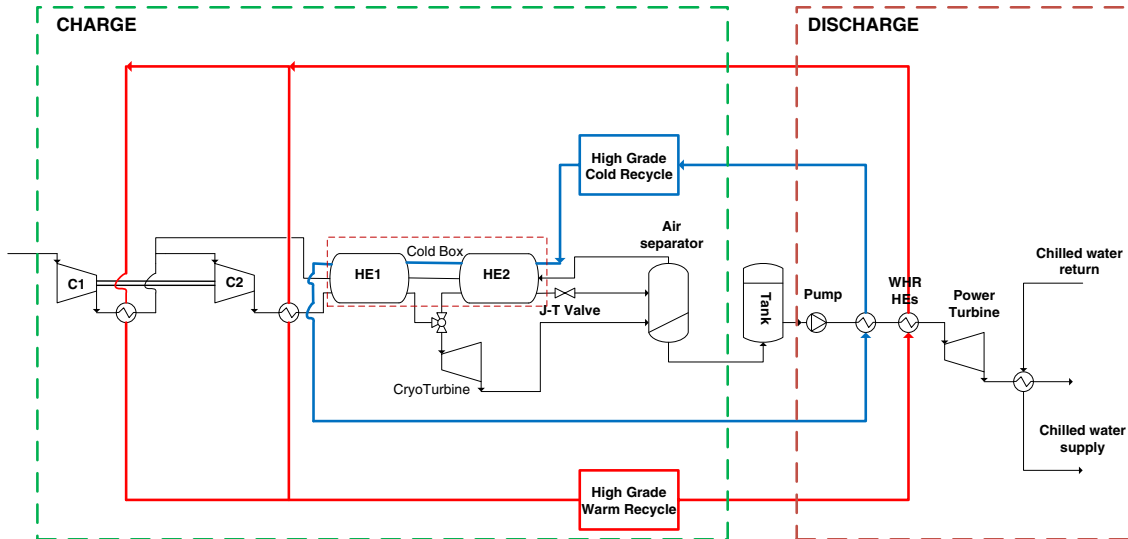 CHARGE
DISCHARGE
High Grade
Cold Recycle
Air
separator
Cold Box
HE1
HE2
C1
C2
J-T Valve
CryoTurbine
Tank
Pump
WHR
HEs
Power
Turbine
Chilled water
return
Chilled water
supply
High Grade
Warm Recycle